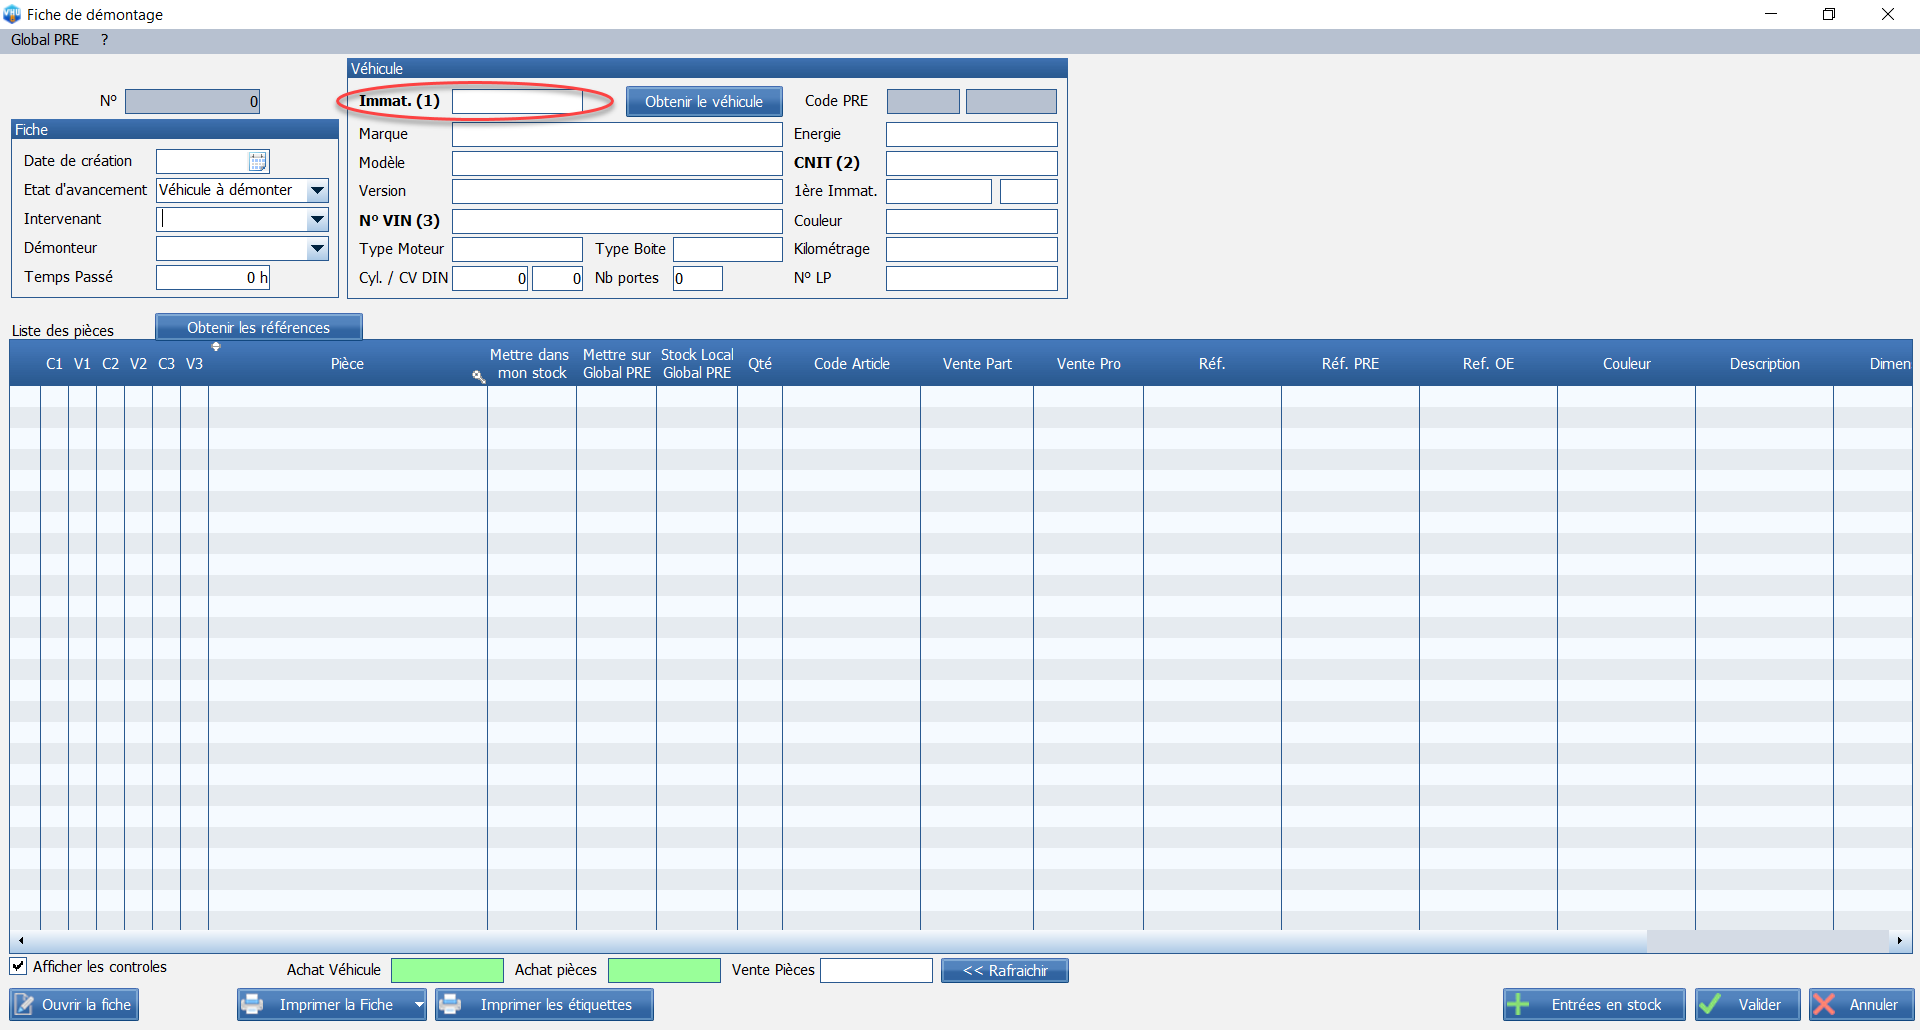 Fiche de démontage
Global PRE ?
N° 0
Fiche
Date de création
Etat d'avancement Véhicule à démonter
Intervenant
Démonteur
Temps Passé 0 h
Véhicule
Immat. (1) Obtenir le véhicule Code PRE
Marque Energie
Modèle CNIT (2)
Version 1ère Immat.
N° VIN (3) Couleur
Type Moteur Type Boite Kilométrage
Cyl. / CV DIN 0 0 Nb portes 0 N° LP
Liste des pièces Obtenir les références
C1 V1 C2 V2 C3 V3 Pièce Mettre dans mon stock Mettre sur Global PRE Stock Local Global PRE Qté Code Article Vente Part Vente Pro Réf. Réf. PRE Ref. OE Couleur Description Dimen
Afficher les controles Achat Véhicule Achat pièces Vente Pièces << Rafraichir
Ouvrir la fiche Imprimer la Fiche Imprimer les étiquettes Entrées en stock Valider Annuler